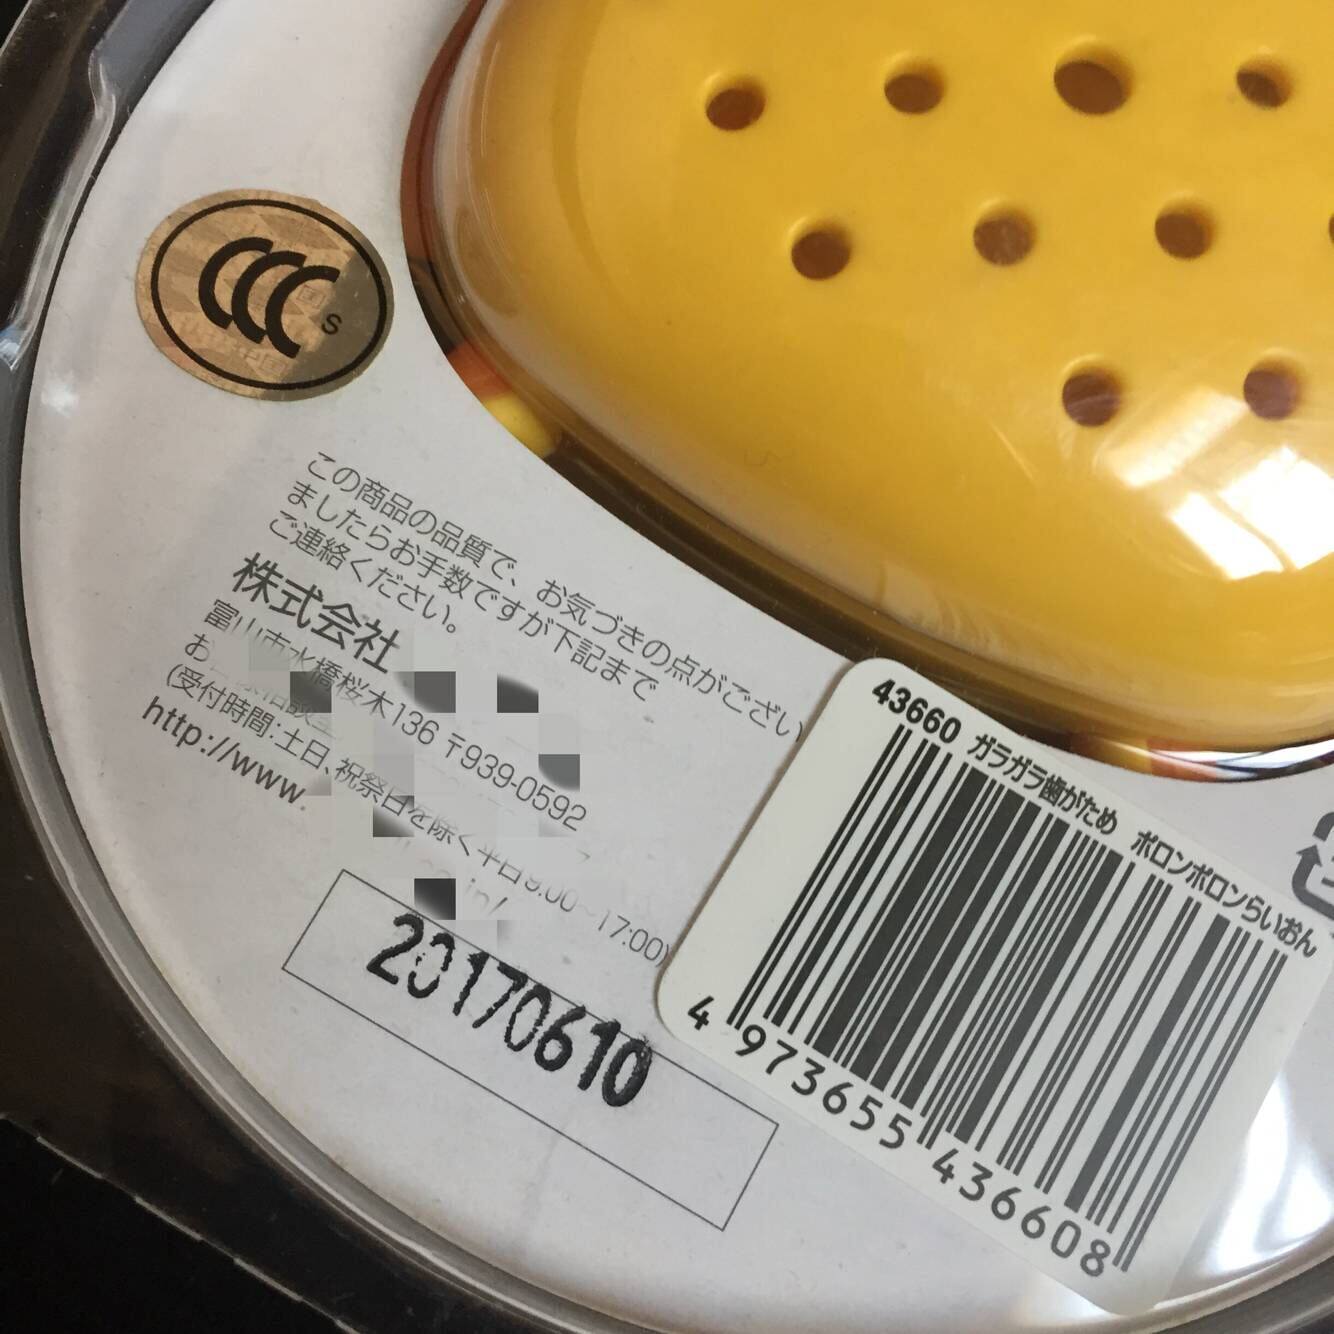 CCC
S
この商品の品質で、お気づきの点がござい
ましたらお手数ですが下記まで
ご連絡ください。
株式会社
富山市水橋桜木136 〒939-0592
お
(受付時間:土日、祝祭日を除く平日9:00~17:00)
http://www.
20170610
43660 ガラガラ歯がため ポロンポロンらいおん
4 973655 436608